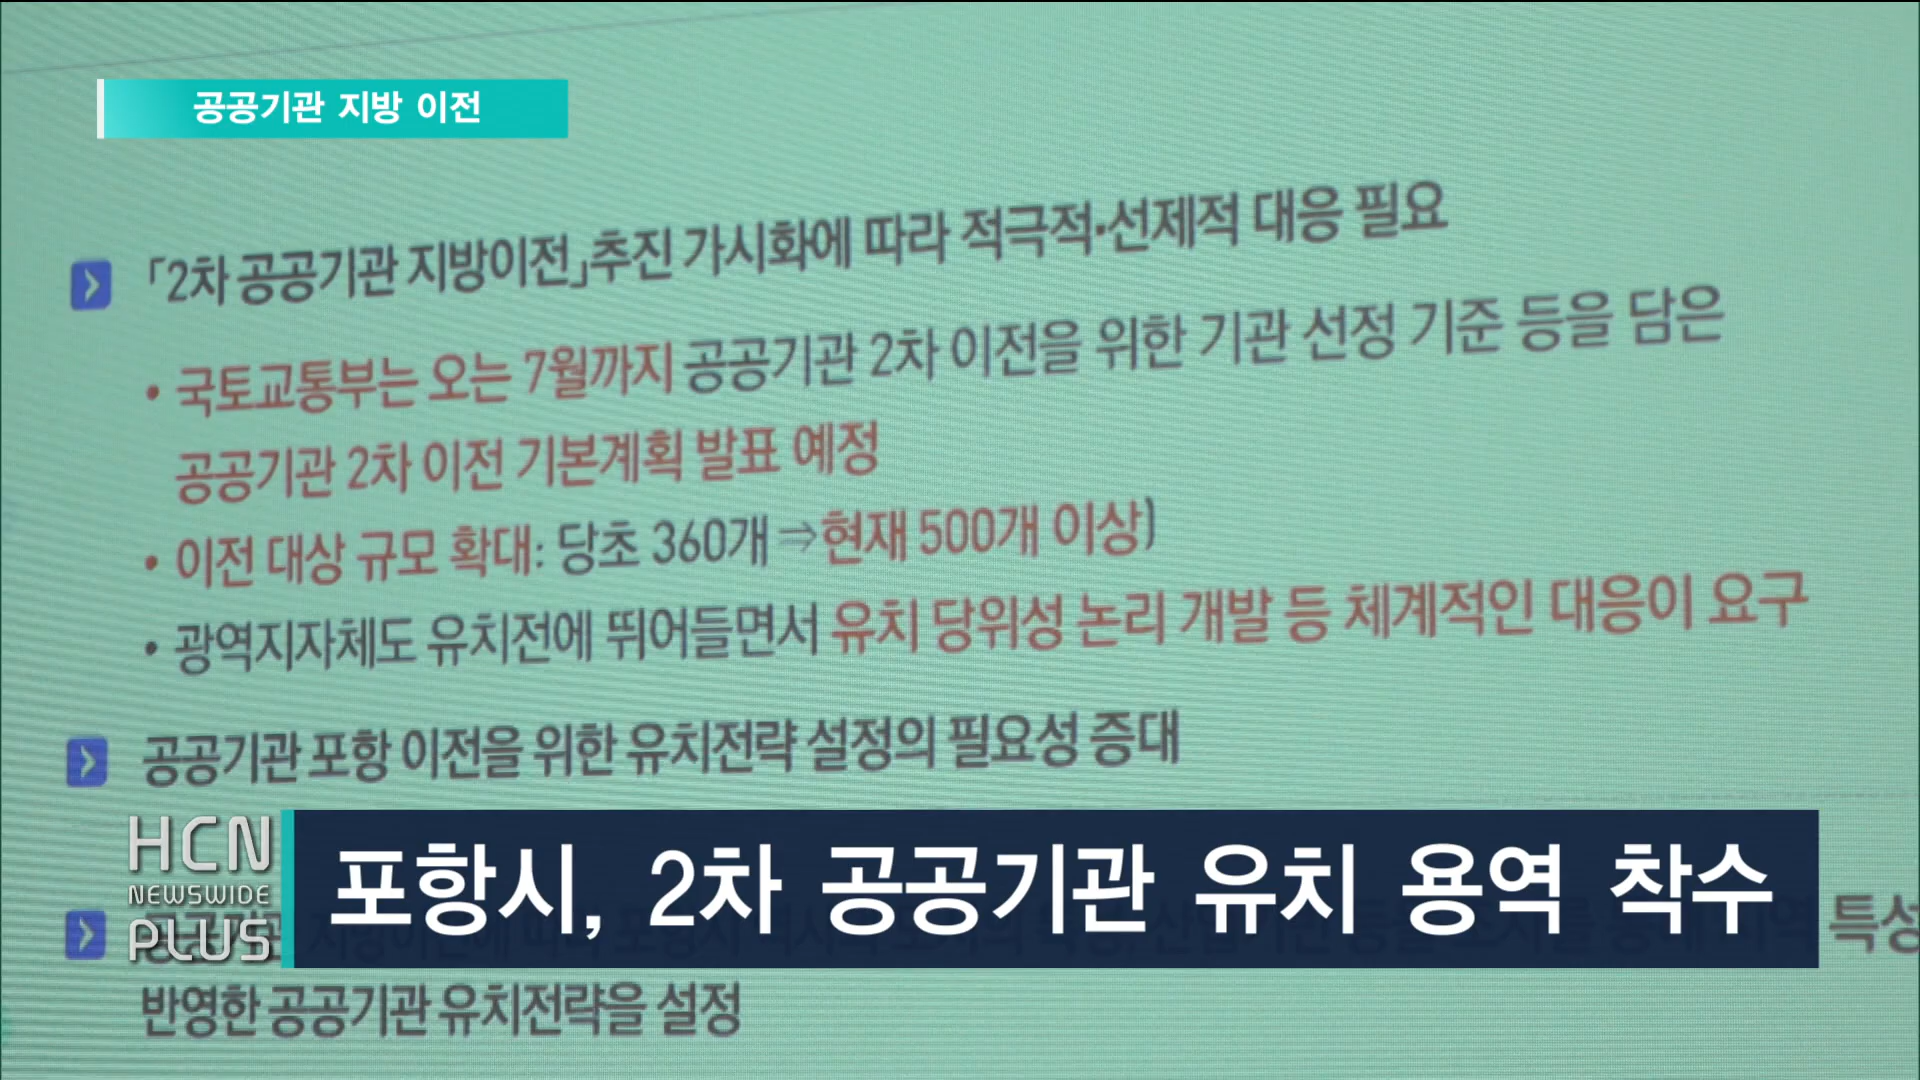 공공기관 지방 이전
「2차 공공기관 지방이전」추진 가시화에 따라 적극적·선제적 대응 필요
• 국토교통부는 오는 7월까지 공공기관 2차 이전을 위한 기관 선정 기준 등을 담은
공공기관 2차 이전 기본계획 발표 예정
• 이전 대상 규모 확대: 당초 360개⇒현재 500개 이상)
• 광역지자체도 유치전에 뛰어들면서 유치 당위성 논리 개발 등 체계적인 대응이 요구
공공기관 포항 이전을 위한 유치전략 설정의 필요성 증대
HCN
NEWSWIDE
PLUS
포항시, 2차 공공기관 유치 용역 착수
특성
반영한 공공기관 유치전략을 설정